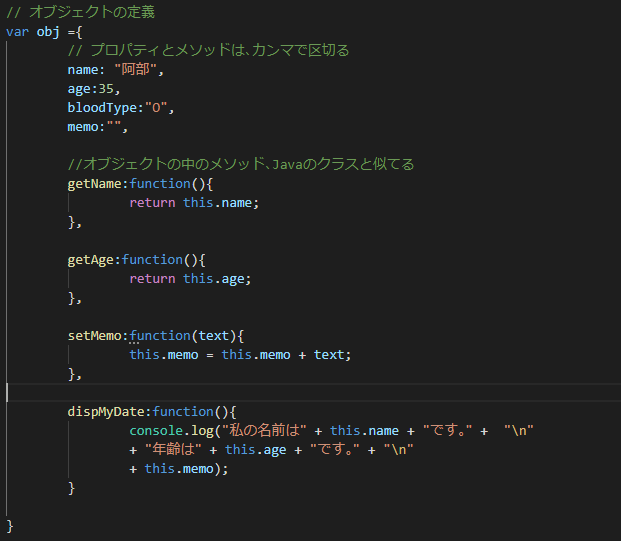 // オブジェクトの定義
var obj ={
// プロパティとメソッドは、カンマで区切る
name: "阿部",
age:35,
bloodType:"O",
memo:"",
//オブジェクトの中のメソッド、Javaのクラスと似てる
getName:function(){
return this.name;
},
getAge:function(){
return this.age;
},
setMemo:function(text){
this.memo = this.memo + text;
},
dispMyDate:function(){
console.log("私の名前は" + this.name + "です。" +  "\n"
+ "年齢は" + this.age + "です。" + "\n"
+ this.memo);
}
}